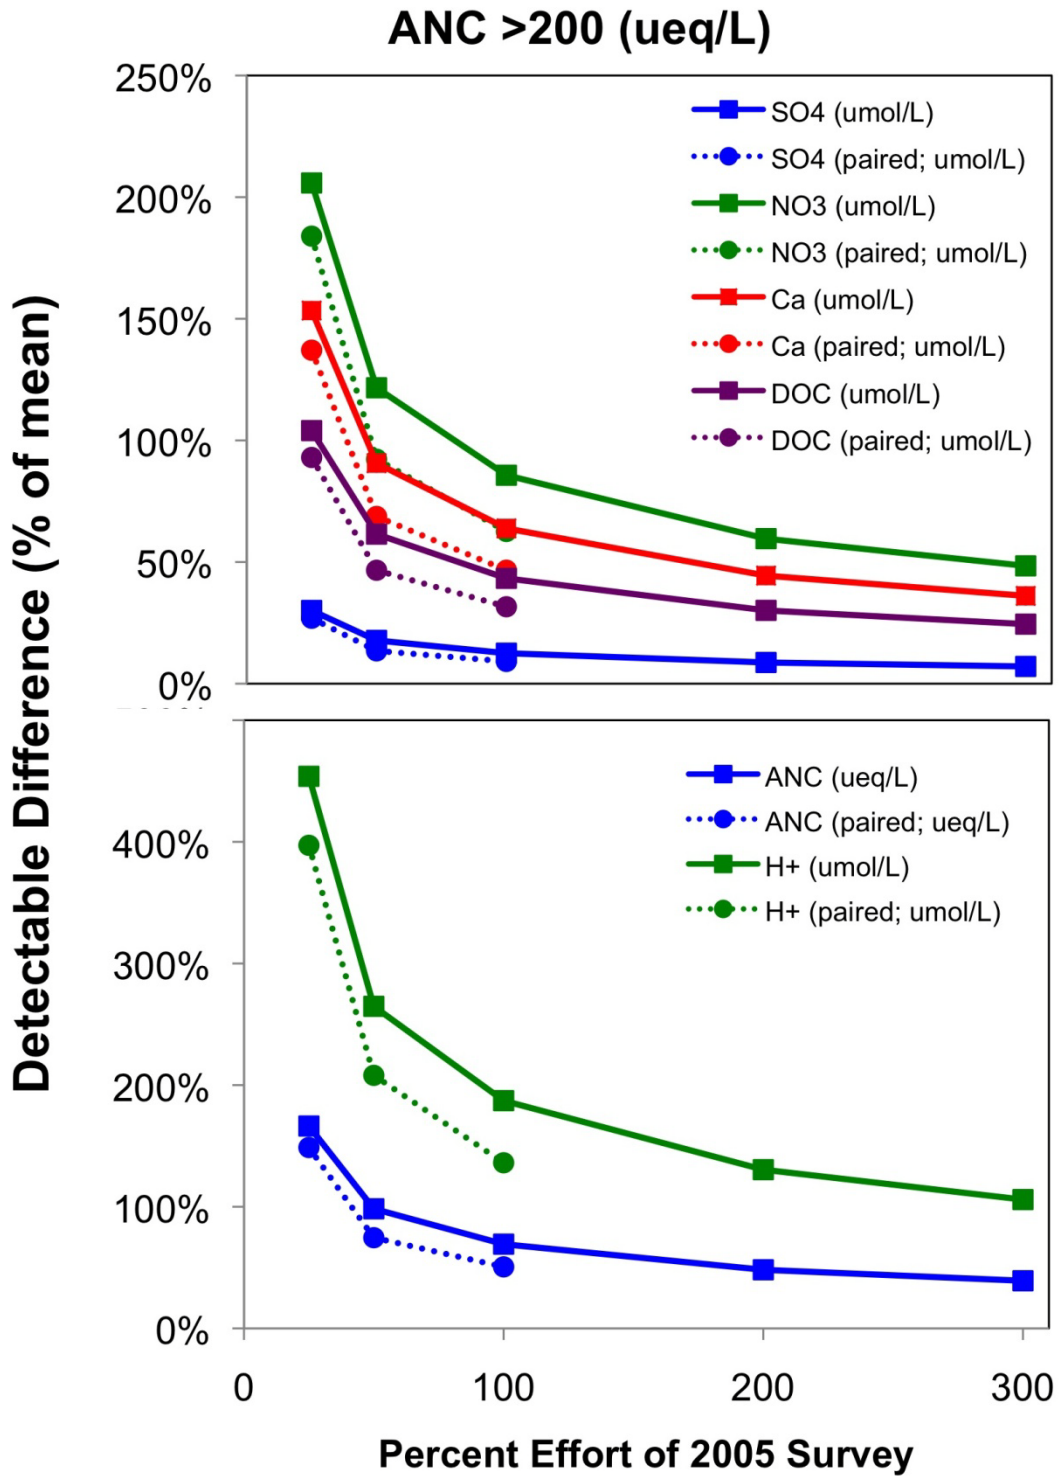 ANC >200 (ueq/L)
250%
200%
150%
100%
50%
0%
SO4 (umol/L)
SO4 (paired; umol/L)
NO3 (umol/L)
NO3 (paired; umol/L)
Ca (umol/L)
Ca (paired; umol/L)
DOC (umol/L)
DOC (paired; umol/L)
Detectable Difference (% of mean)
400%
300%
200%
100%
0%
ANC (ueq/L)
ANC (paired; ueq/L)
H+ (umol/L)
H+ (paired; umol/L)
0 100 200 300
Percent Effort of 2005 Survey